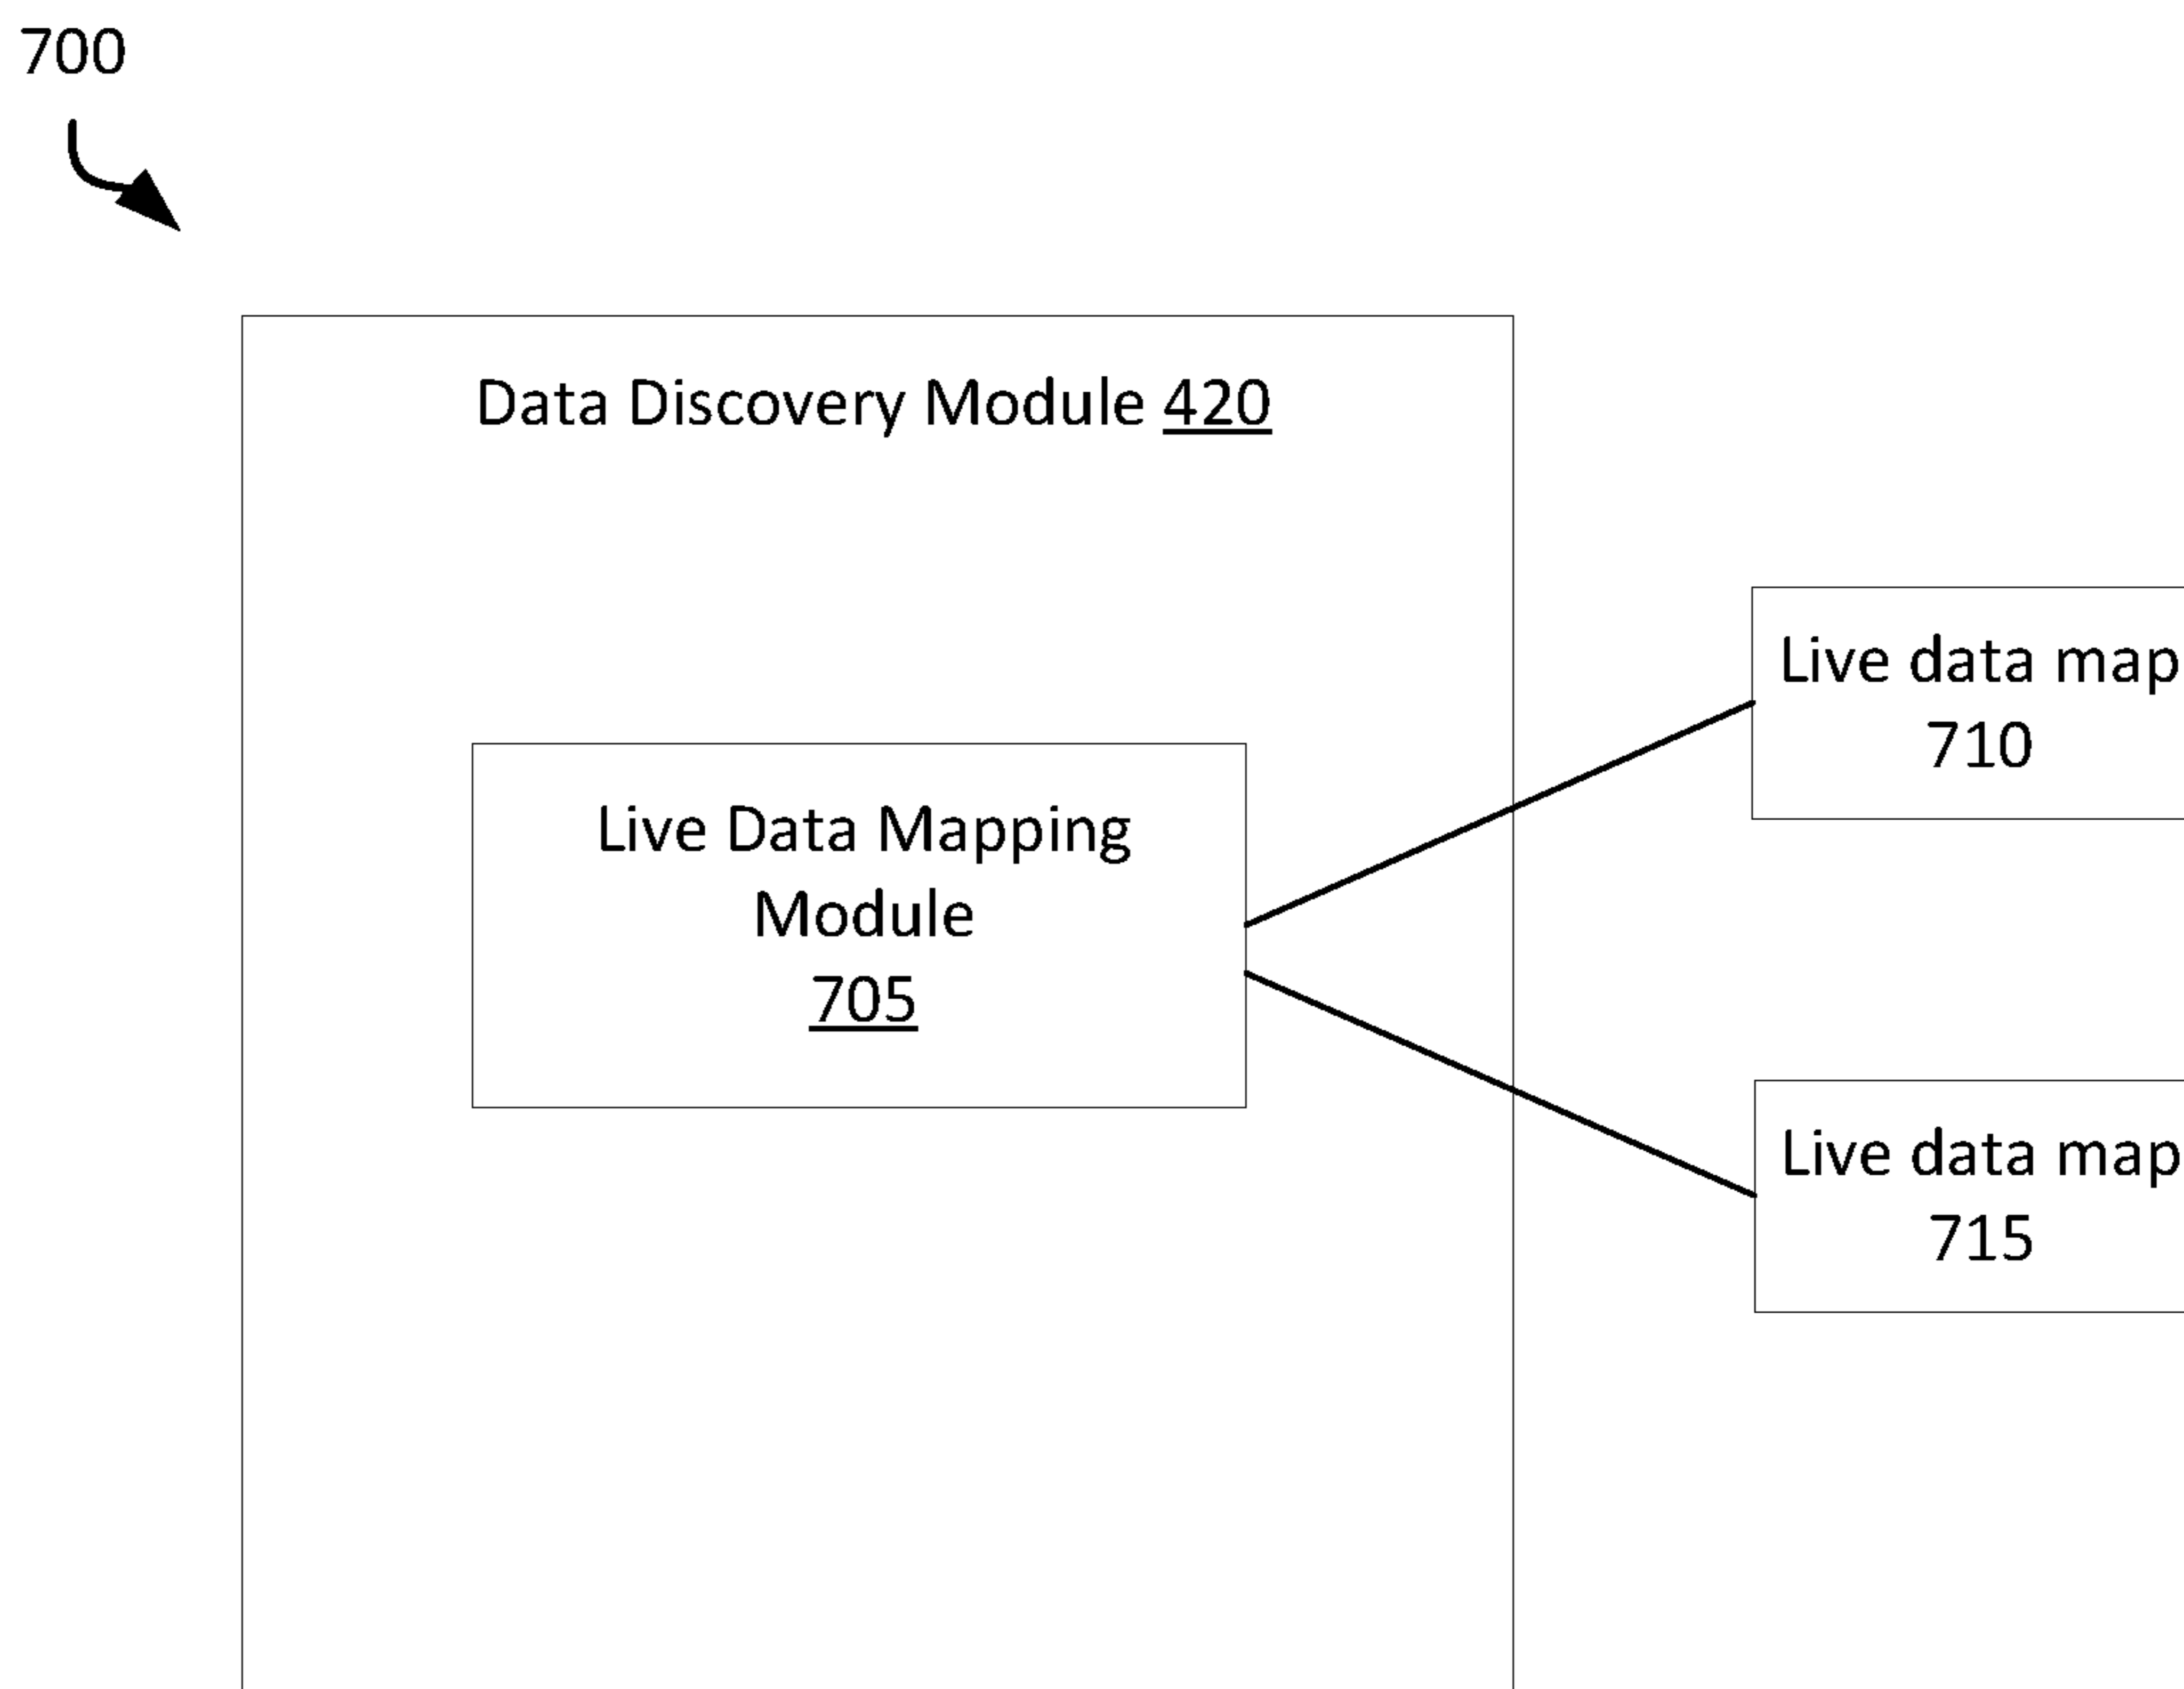 700
Data Discovery Module 420
Live data map
710
Live Data Mapping
Module
705
Live data map
715